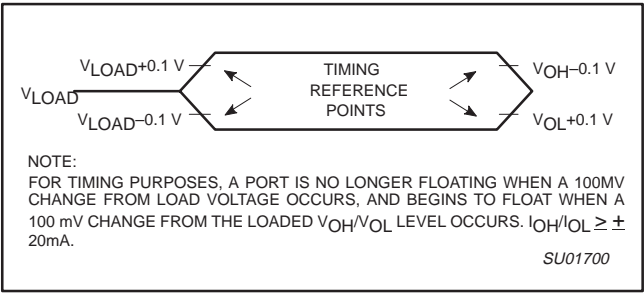 VLOAD+0.1 V
TIMING
VOH–0.1 V
VLOAD
REFERENCE
VLOAD–0.1 V
POINTS
VOL+0.1 V
NOTE:
FOR TIMING PURPOSES, A PORT IS NO LONGER FLOATING WHEN A 100MV
CHANGE FROM LOAD VOLTAGE OCCURS, AND BEGINS TO FLOAT WHEN A
100 mV CHANGE FROM THE LOADED VOH/VOL LEVEL OCCURS. IOH/IOL ≥ ±
20mA.
SU01700